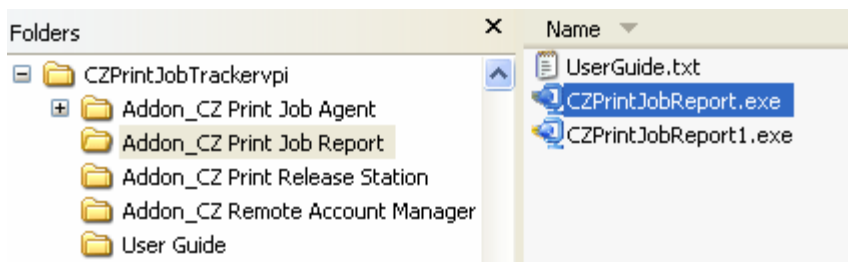 Folders
CZPrintJobTrackervpi
Addon_CZ Print Job Agent
Addon_CZ Print Job Report
Addon_CZ Print Release Station
Addon_CZ Remote Account Manager
User Guide
Name
UserGuide.txt
CZPrintJobReport.exe
CZPrintJobReport1.exe